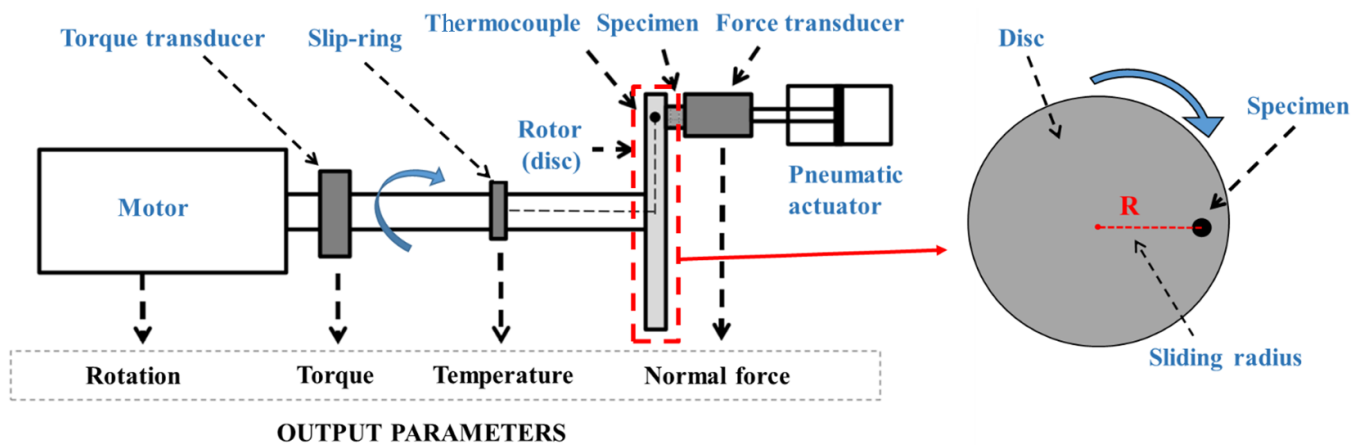 Torque transducer
Slip-ring
Thermocouple
Specimen
Force transducer
Rotor
(disc)
Motor
Pneumatic
actuator
Disc
Specimen
R
Sliding radius
Rotation
Torque
Temperature
Normal force
OUTPUT PARAMETERS